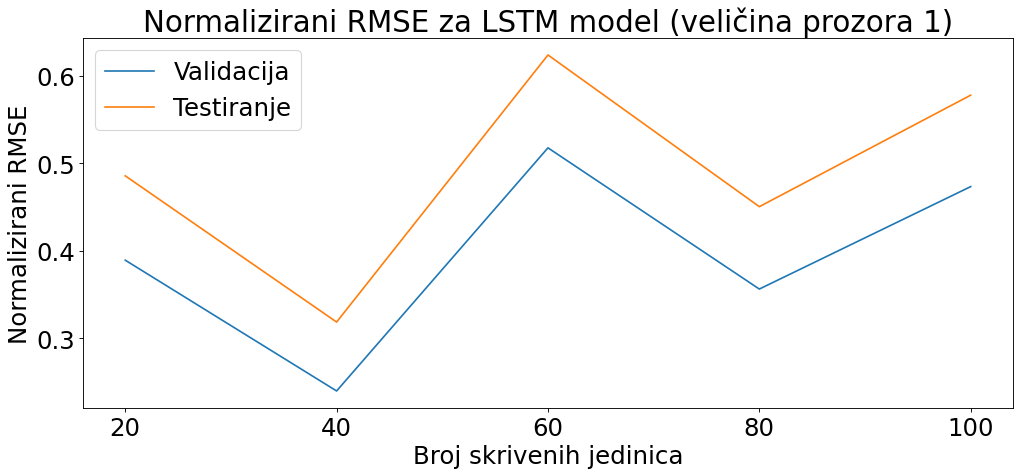 Normalizirani RMSE za LSTM model (veličina prozora 1)
Validacija
Testiranje
Normalizirani RMSE
0.6
0.5
0.4
0.3
20 40 60 80 100
Broj skrivenih jedinica